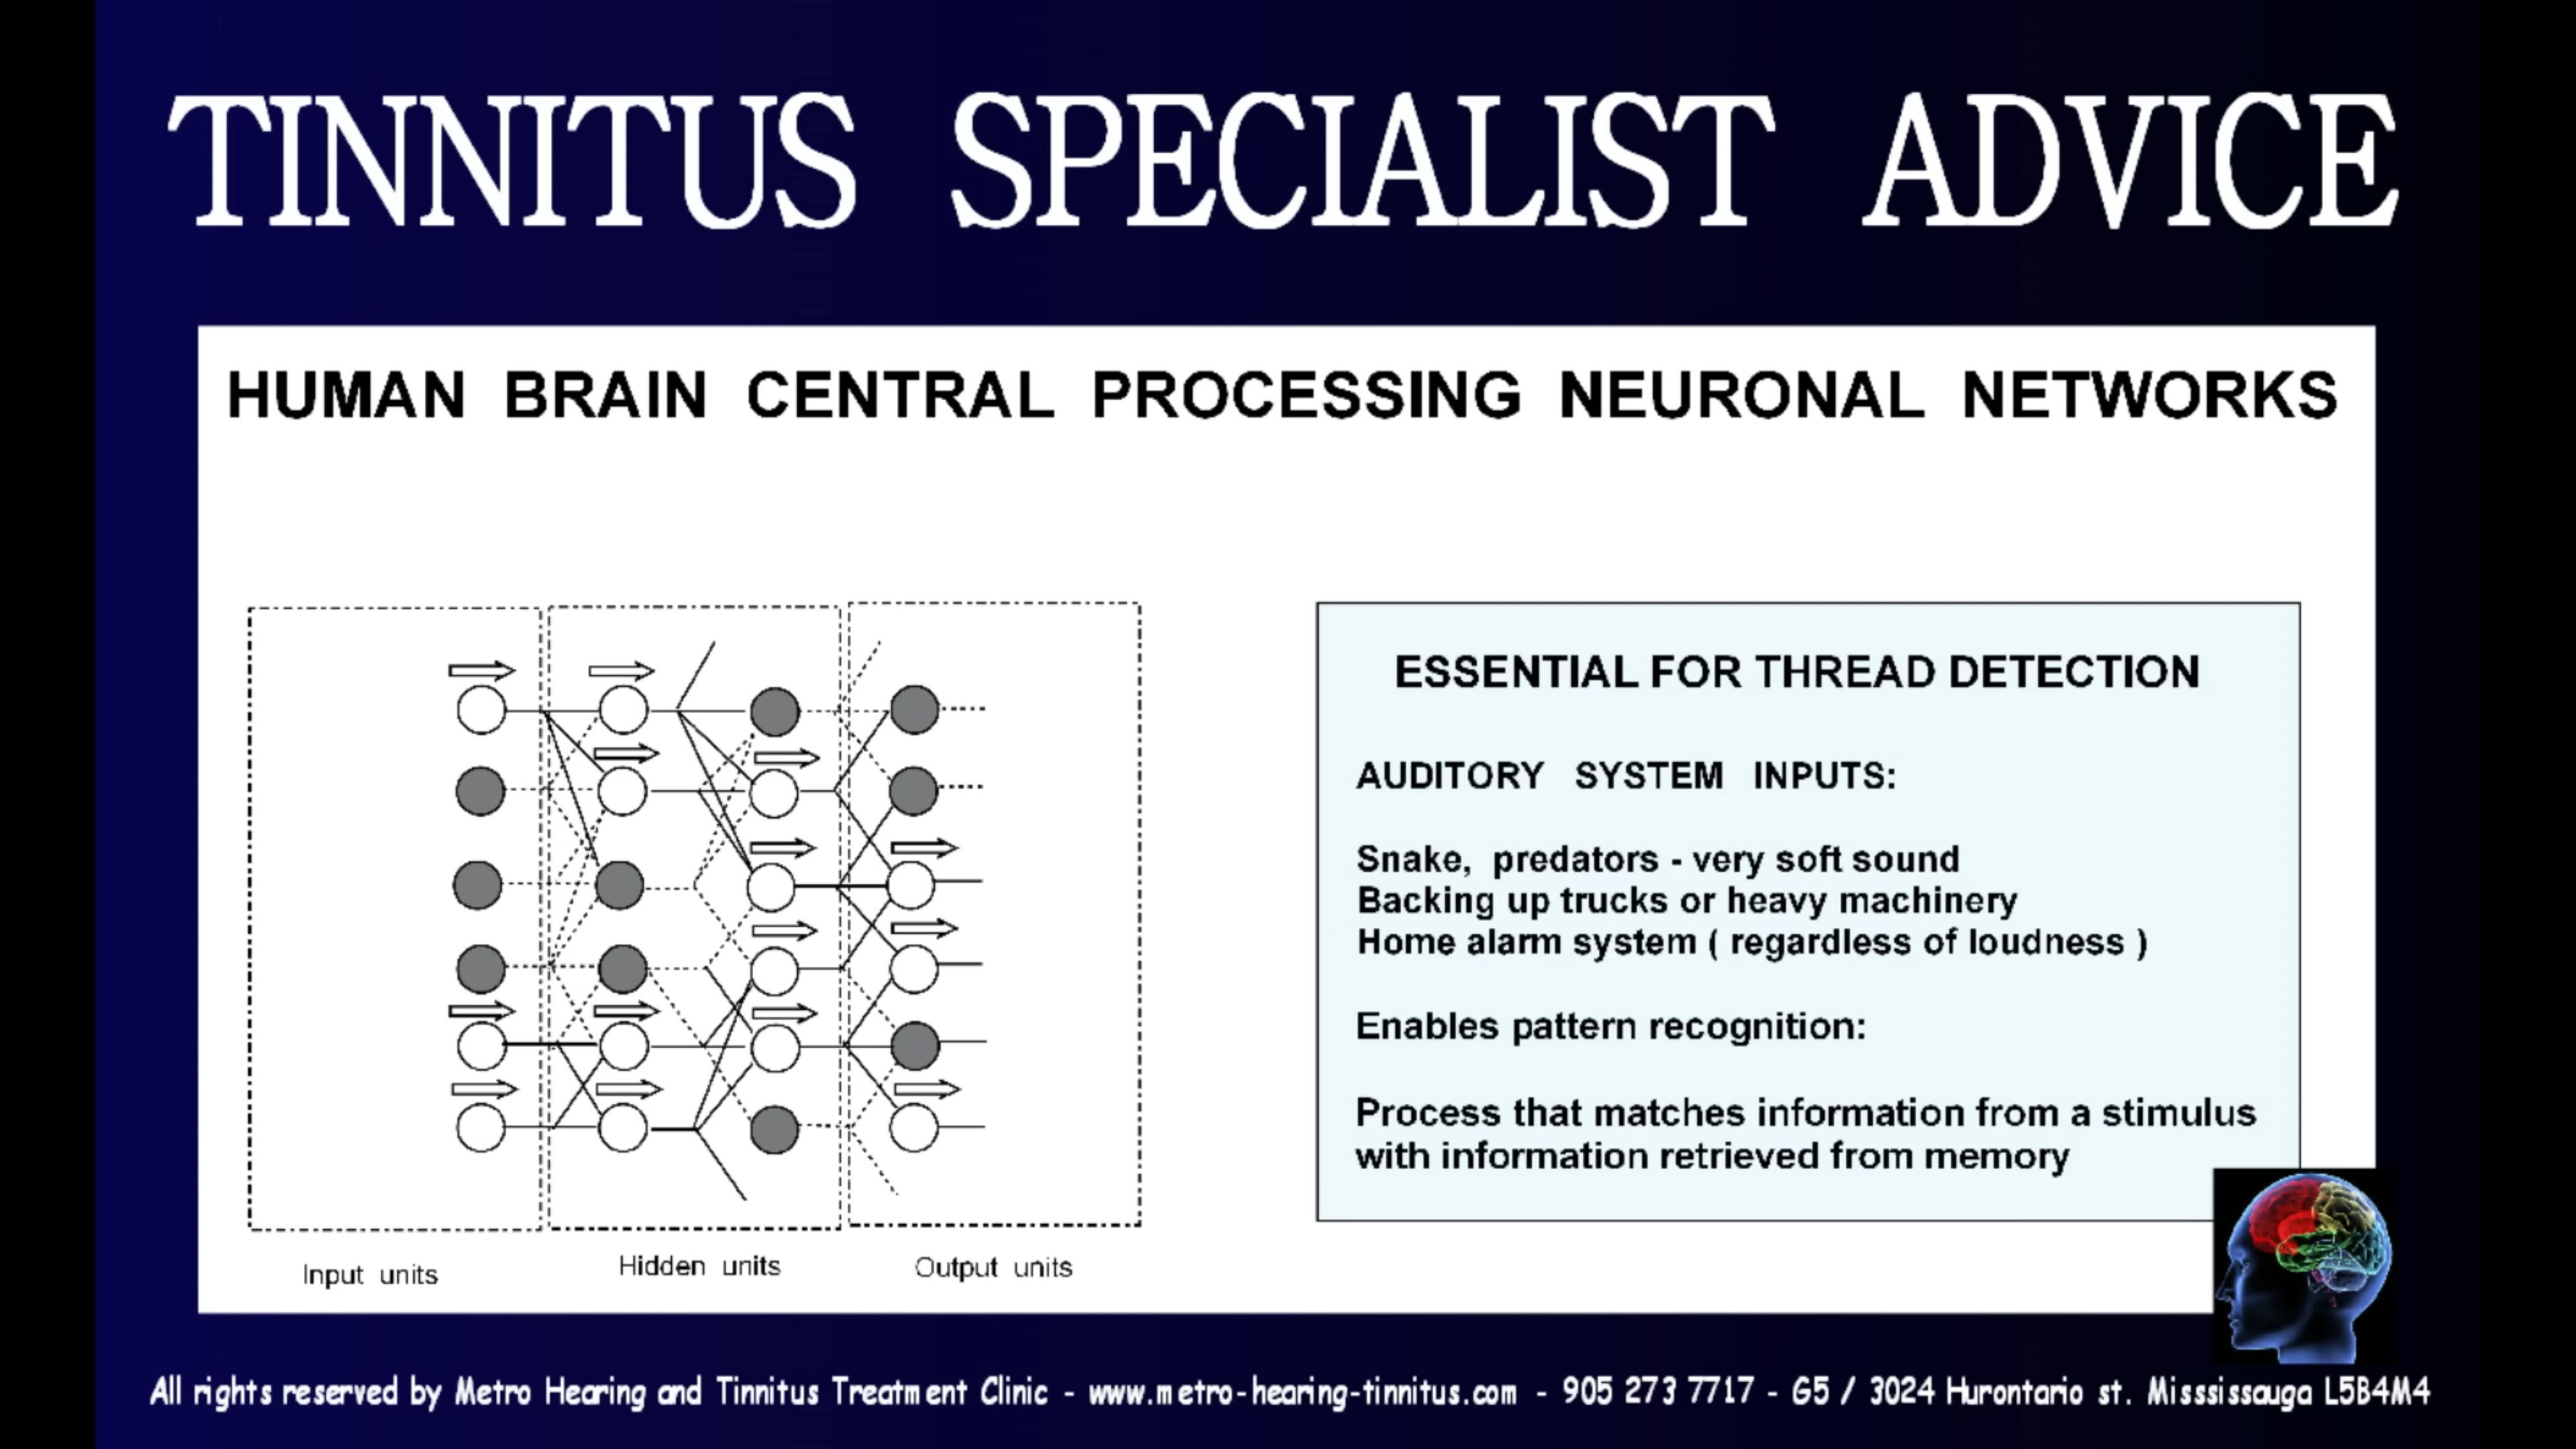 TINNITUS SPECIALIST ADVICE
HUMAN BRAIN CENTRAL PROCESSING NEURONAL NETWORKS
Input units
Hidden units
Output units
ESSENTIAL FOR THREAD DETECTION
AUDITORY SYSTEM INPUTS:
Snake, predators - very soft sound
Backing up trucks or heavy machinery
Home alarm system ( regardless of loudness )
Enables pattern recognition:
Process that matches information from a stimulus
with information retrieved from memory
All rights reserved by Metro Hearing and Tinnitus Treatment Clinic - www.metro-hearing-tinnitus.com - 905 273 7717 - G5 / 3024 Hurontario st. Misssissauga L5B4M4